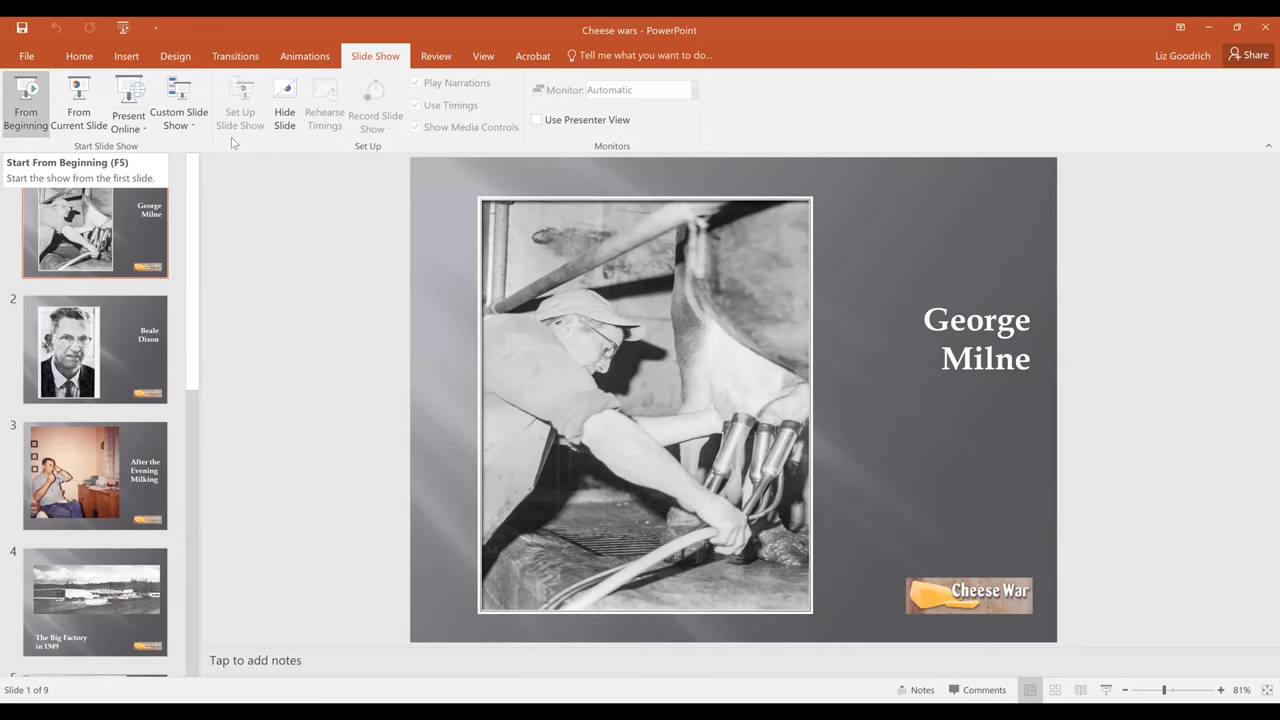 Cheese wars - PowerPoint
File
Home
Insert
Design
Transitions
Animations
Slide Show
Review
View
Acrobat
Tell me what you want to do...
Liz Goodrich
Share
From
Beginning
From
Current Slide
Present
Online
Custom Slide
Show
Set Up
Slide Show
Hide
Slide
Rehearse
Timings
Record Slide
Show
Play Narrations
Use Timings
Show Media Controls
Monitor: Automatic
Use Presenter View
Start Slide Show
Set Up
Monitors
Start From Beginning (F5)
Start the show from the first slide.
George
Milne
2
Beale
Dixon
3
After the
Evening
Milking
4
The Big Factory
in 1949
George
Milne
Cheese War
Tap to add notes
Slide 1 of 9
Notes
Comments
81%